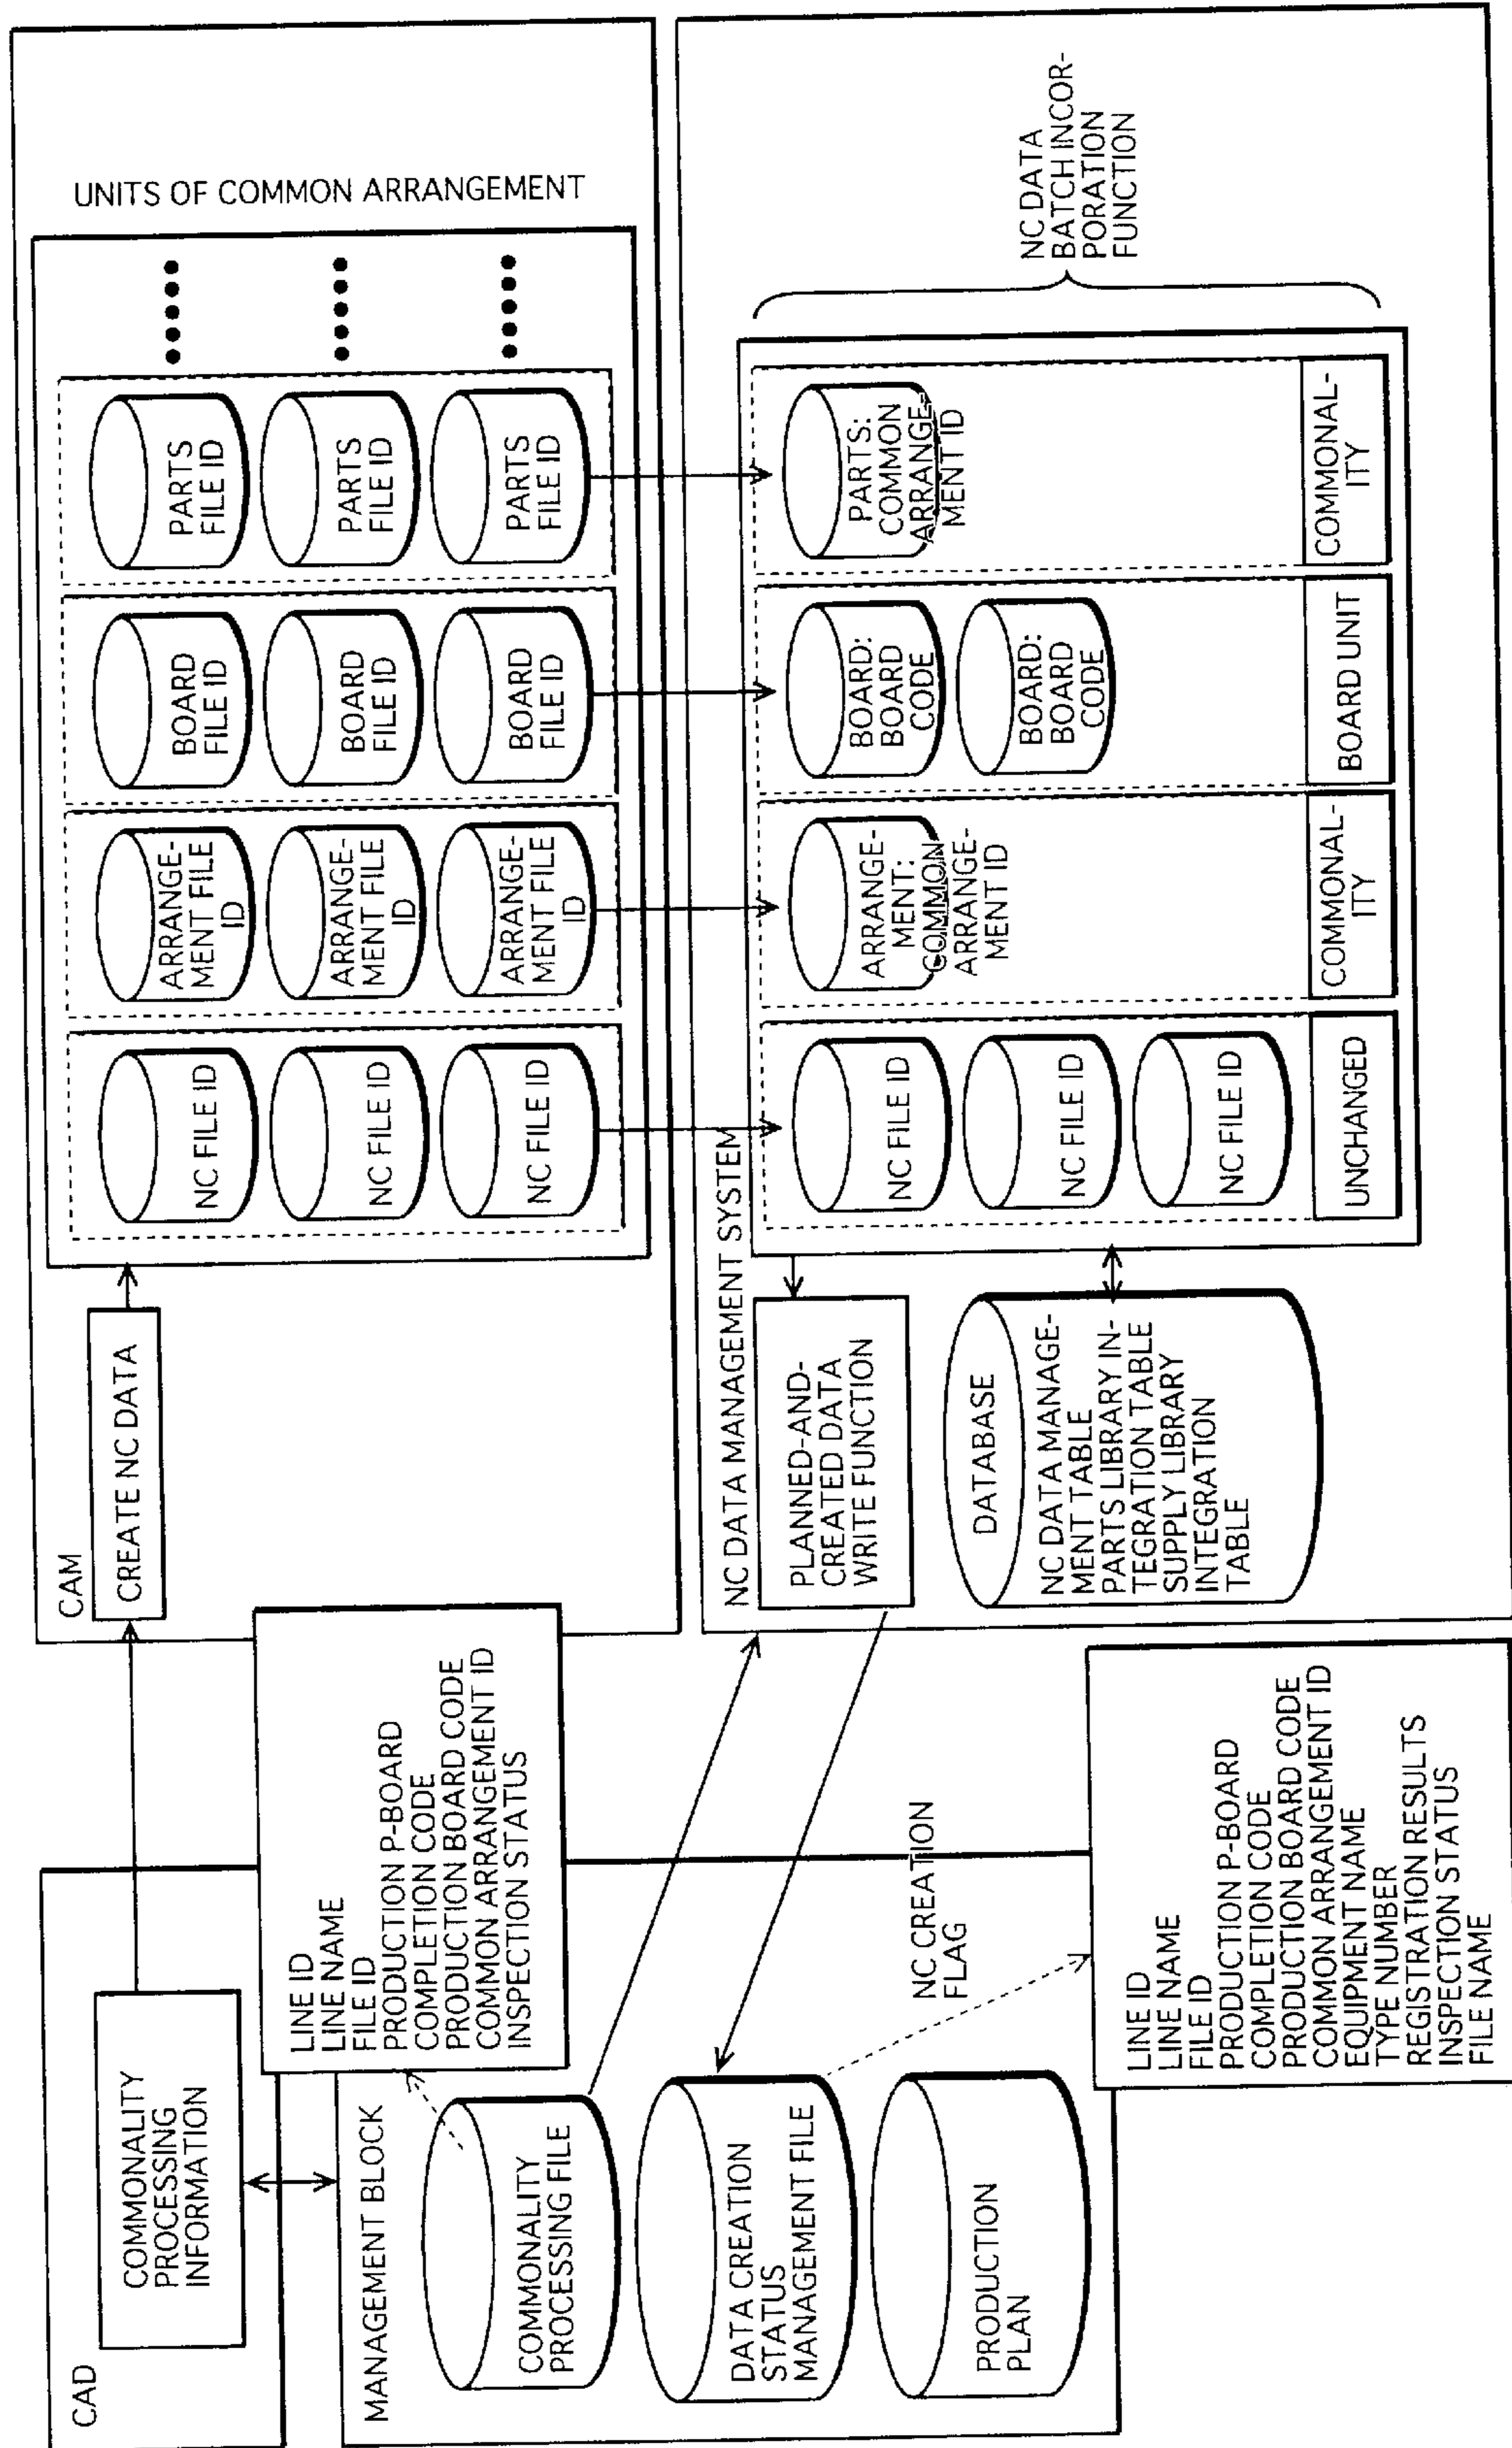 CAD
COMMONALITY
PROCESSING
INFORMATION
MANAGEMENT BLOCK
COMMONALITY
PROCESSING FILE
DATA CREATION
STATUS
MANAGEMENT FILE
PRODUCTION
PLAN
LINE ID
LINE NAME
FILE ID
PRODUCTION P-BOARD
COMPLETION CODE
PRODUCTION BOARD CODE
COMMON ARRANGEMENT ID
INSPECTION STATUS
NC CREATION
FLAG
LINE ID
LINE NAME
FILE ID
PRODUCTION P-BOARD
COMPLETION CODE
PRODUCTION BOARD CODE
COMMON ARRANGEMENT ID
EQUIPMENT NAME
TYPE NUMBER
REGISTRATION RESULTS
INSPECTION STATUS
FILE NAME
CAM
CREATE NC DATA
UNITS OF COMMON ARRANGEMENT
NC FILE ID
NC FILE ID
NC FILE ID
ARRANGE-
MENT FILE
ID
ARRANGE-
MENT FILE
ID
ARRANGE-
MENT FILE
ID
BOARD
FILE ID
BOARD
FILE ID
BOARD
FILE ID
PARTS
FILE ID
PARTS
FILE ID
PARTS
FILE ID
NC DATA MANAGEMENT SYSTEM
PLANNED-AND-
CREATED DATA
WRITE FUNCTION
DATABASE
NC DATA MANAGE-
MENT TABLE
PARTS LIBRARY IN-
TEGRATION TABLE
SUPPLY LIBRARY
INTEGRATION
TABLE
NC FILE ID
NC FILE ID
NC FILE ID
UNCHANGED
ARRANGE-
MENT:
COMMON
ARRANGE-
MENT ID
COMMONAL-
ITY
BOARD:
BOARD
CODE
BOARD:
BOARD
CODE
BOARD UNIT
PARTS:
COMMON
ARRANGE-
MENT ID
COMMONAL-
ITY
NC DATA
BATCH INCOR-
PORATION
FUNCTION